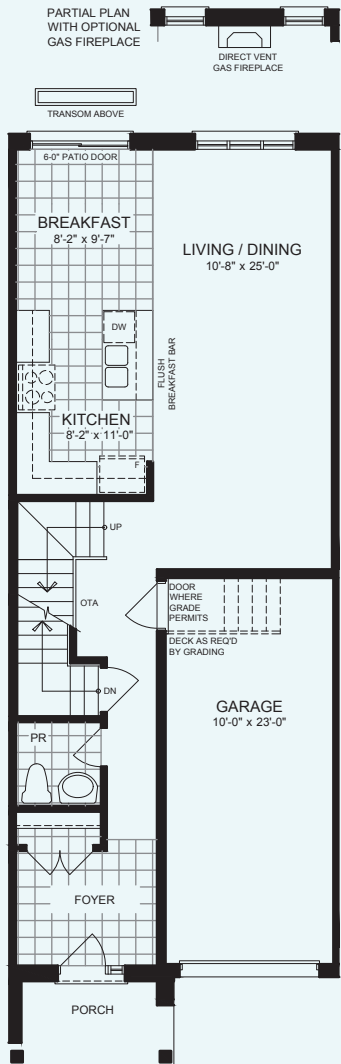 PARTIAL PLAN
WITH OPTIONAL
GAS FIREPLACE
DIRECT VENT
GAS FIREPLACE
TRANSOM ABOVE
6-0" PATIO DOOR
BREAKFAST
8'-2" x 9'-7"
LIVING / DINING
10'-8" x 25'-0"
DW
FLUSH
BREAKFAST BAR
KITCHEN
8'-2" x 11'-0"
F
UP
OTA
DOOR
WHERE
GRADE
PERMITS
DECK AS REQ'D
BY GRADING
DN
GARAGE
10'-0" x 23'-0"
PR
FOYER
PORCH